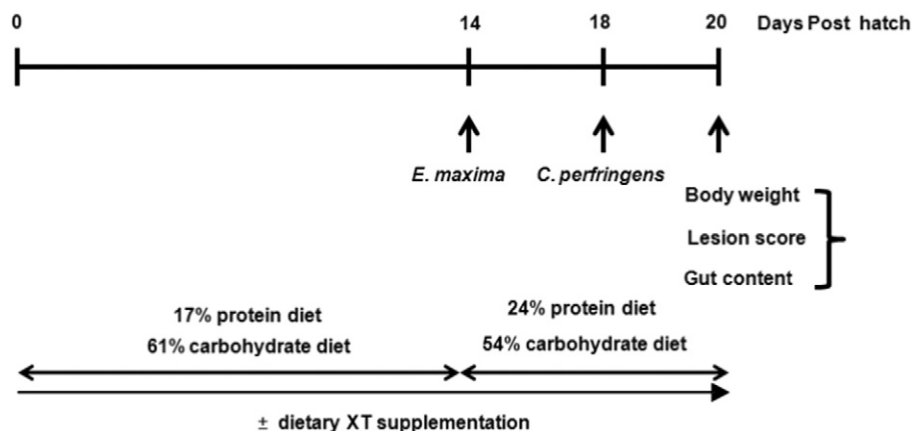 0 14 18 20 Days Post hatch
E. maxima C. perfringens
Body weight
Lesion score
Gut content
17% protein diet 24% protein diet
61% carbohydrate diet 54% carbohydrate diet
± dietary XT supplementation